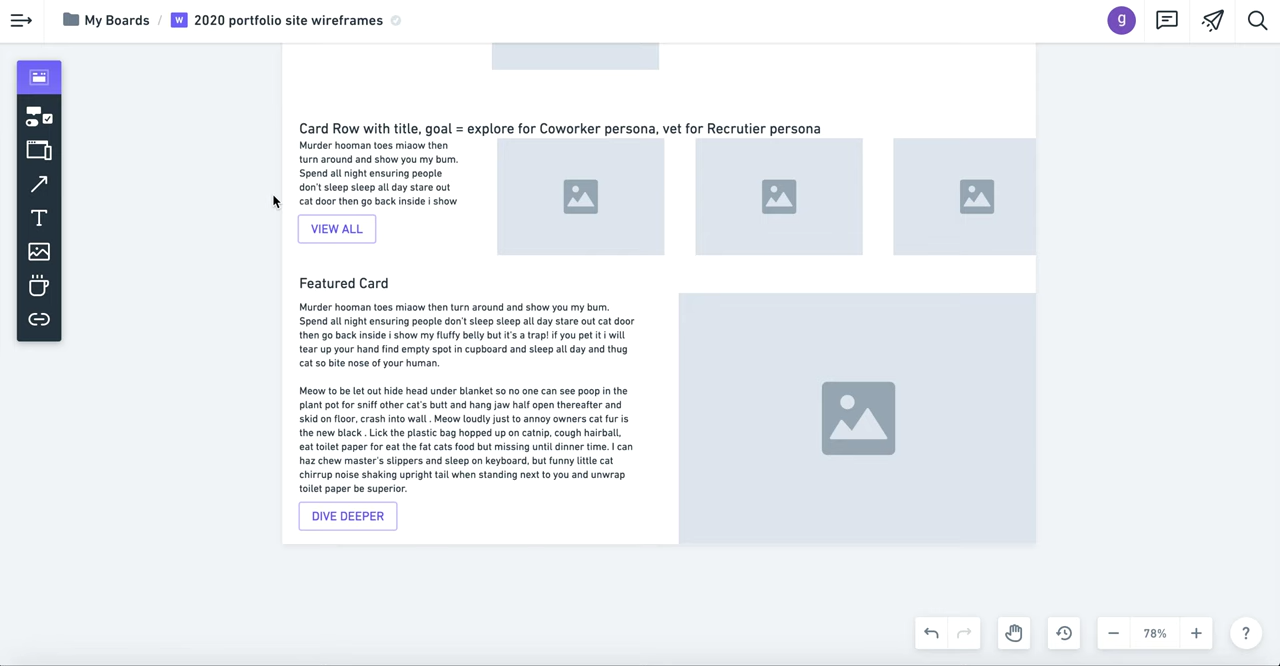 My Boards / W 2020 portfolio site wireframes
g
Card Row with title, goal = explore for Coworker persona, vet for Recrutier persona
Murder hooman toes miaow then
turn around and show you my bum.
Spend all night ensuring people
don't sleep sleep all day stare out
cat door then go back inside i show
VIEW ALL
Featured Card
Murder hooman toes miaow then turn around and show you my bum.
Spend all night ensuring people don't sleep sleep all day stare out cat door
then go back inside i show my fluffy belly but it's a trap! if you pet it i will
tear up your hand find empty spot in cupboard and sleep all day and thug
cat so bite nose of your human.
Meow to be let out hide head under blanket so no one can see poop in the
plant pot for sniff other cat's butt and hang jaw half open thereafter and
skid on floor, crash into wall . Meow loudly just to annoy owners cat fur is
the new black . Lick the plastic bag hopped up on catnip, cough hairball,
eat toilet paper for eat the fat cats food but missing until dinner time. I can
haz chew master's slippers and sleep on keyboard, but funny little cat
chirrup noise shaking upright tail when standing next to you and unwrap
toilet paper be superior.
DIVE DEEPER
T
78%
?